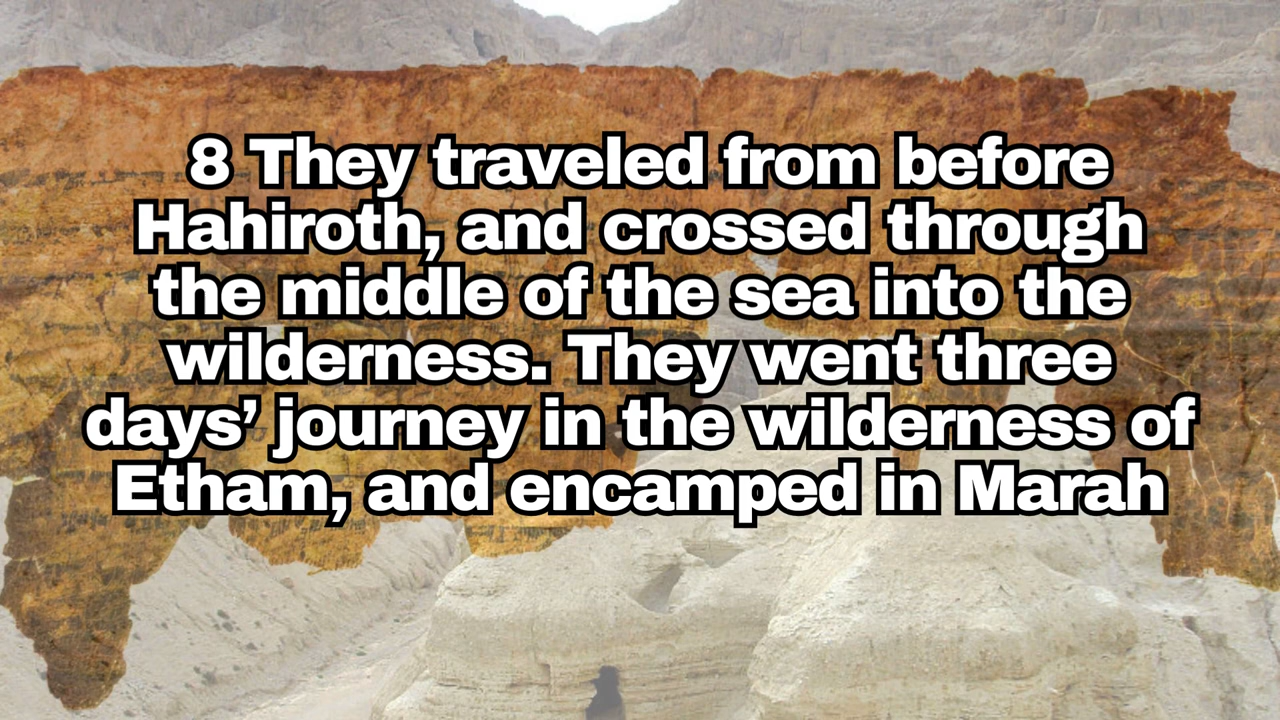 8 They traveled from before
Hahiroth, and crossed through
the middle of the sea into the
wilderness. They went three
days’ journey in the wilderness of
Etham, and encamped in Marah